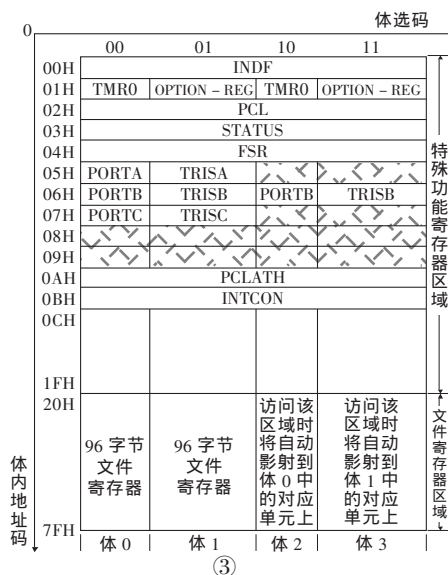 体选码
0
00 01 10 11
00H INDF
01H TMR0 OPTION－REG TMR0 OPTION－REG
02H PCL
03H STATUS
04H FSR
05H PORTA TRISA
06H PORTB TRISB PORTB TRISB
07H PORTC TRISC
08H
09H
0AH PCLATH
0BH INTCON
0CH
1FH
20H
7FH
特殊功能寄存器区域
96 字节
文件
寄存器
96 字节
文件
寄存器
访问该
区域时
将自动
影射到
体 0 中
的对应
单元上
访问该
区域时
将自动
影射到
体 1 中
的对应
单元上
文件寄存器区域
体内地址码
体 0 体 1 体 2 体 3
③